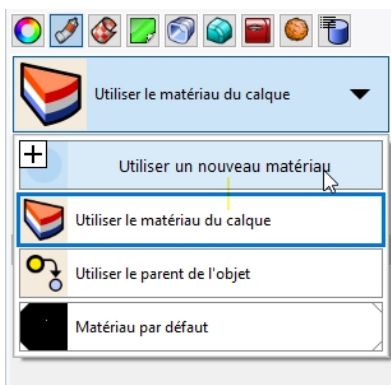 Utiliser le matériau du calque
Utiliser un nouveau matériau
Utiliser le matériau du calque
Utiliser le parent de l'objet
Matériau par défaut